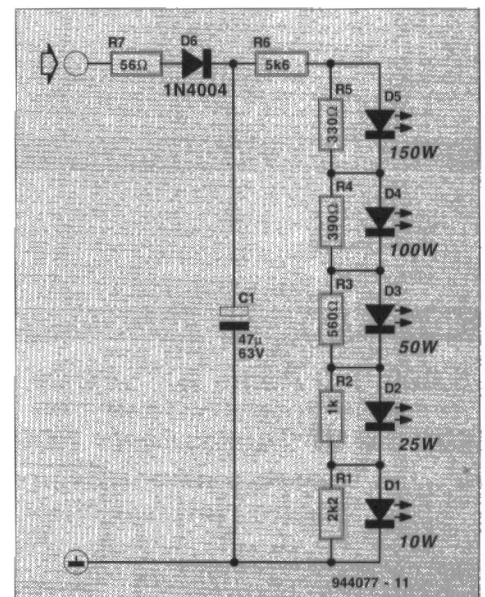 R7
D6
R6
56Ω
5k6
1N4004
R5
330Ω
D5
150W
R4
390Ω
D4
100W
C1
47µ
63V
R3
560Ω
D3
50W
R2
1k
D2
25W
R1
2k2
D1
10W
944077 - 11